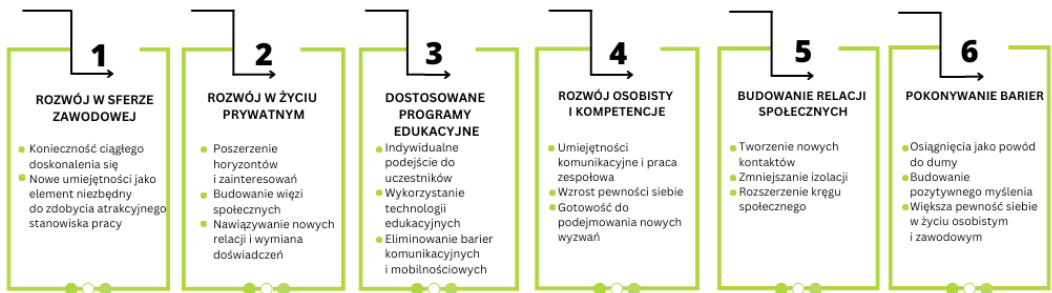 1
ROZWÓJ W SFERZE
ZAWODOWEJ
Konieczność ciągłego
doskonalenia się
Nowe umiejętności jako
element niezbędny
do zdobycia atrakcyjnego
stanowiska pracy
2
ROZWÓJ W ŻYCIU
PRYWATNYM
Poszerzenie
horyzontów
i zainteresowań
Budowanie więzi
społecznych
Nawiązywanie nowych
relacji i wymiana
doświadczeń
3
DOSTOSOWANE
PROGRAMY
EDUKACYJNE
Indywidualne
podejście do
uczestników
Wykorzystanie
technologii
edukacyjnych
Eliminowanie barier
komunikacyjnych
i mobilnościowych
4
ROZWÓJ OSOBISTY
I KOMPETENCJE
Umiejętności
komunikacyjne i praca
zespołowa
Wzrost pewności siebie
Gotowość do
podejmowania nowych
wyzwań
5
BUDOWANIE RELACJI
SPOŁECZNYCH
Tworzenie nowych
kontaktów
Zmniejszanie izolacji
Rozszerzenie kręgu
społecznego
6
POKONYWANIE BARIER
Osiągnięcia jako powód
do dumy
Budowanie
pozytywnego myślenia
Większa pewność siebie
w życiu osobistym
i zawodowym